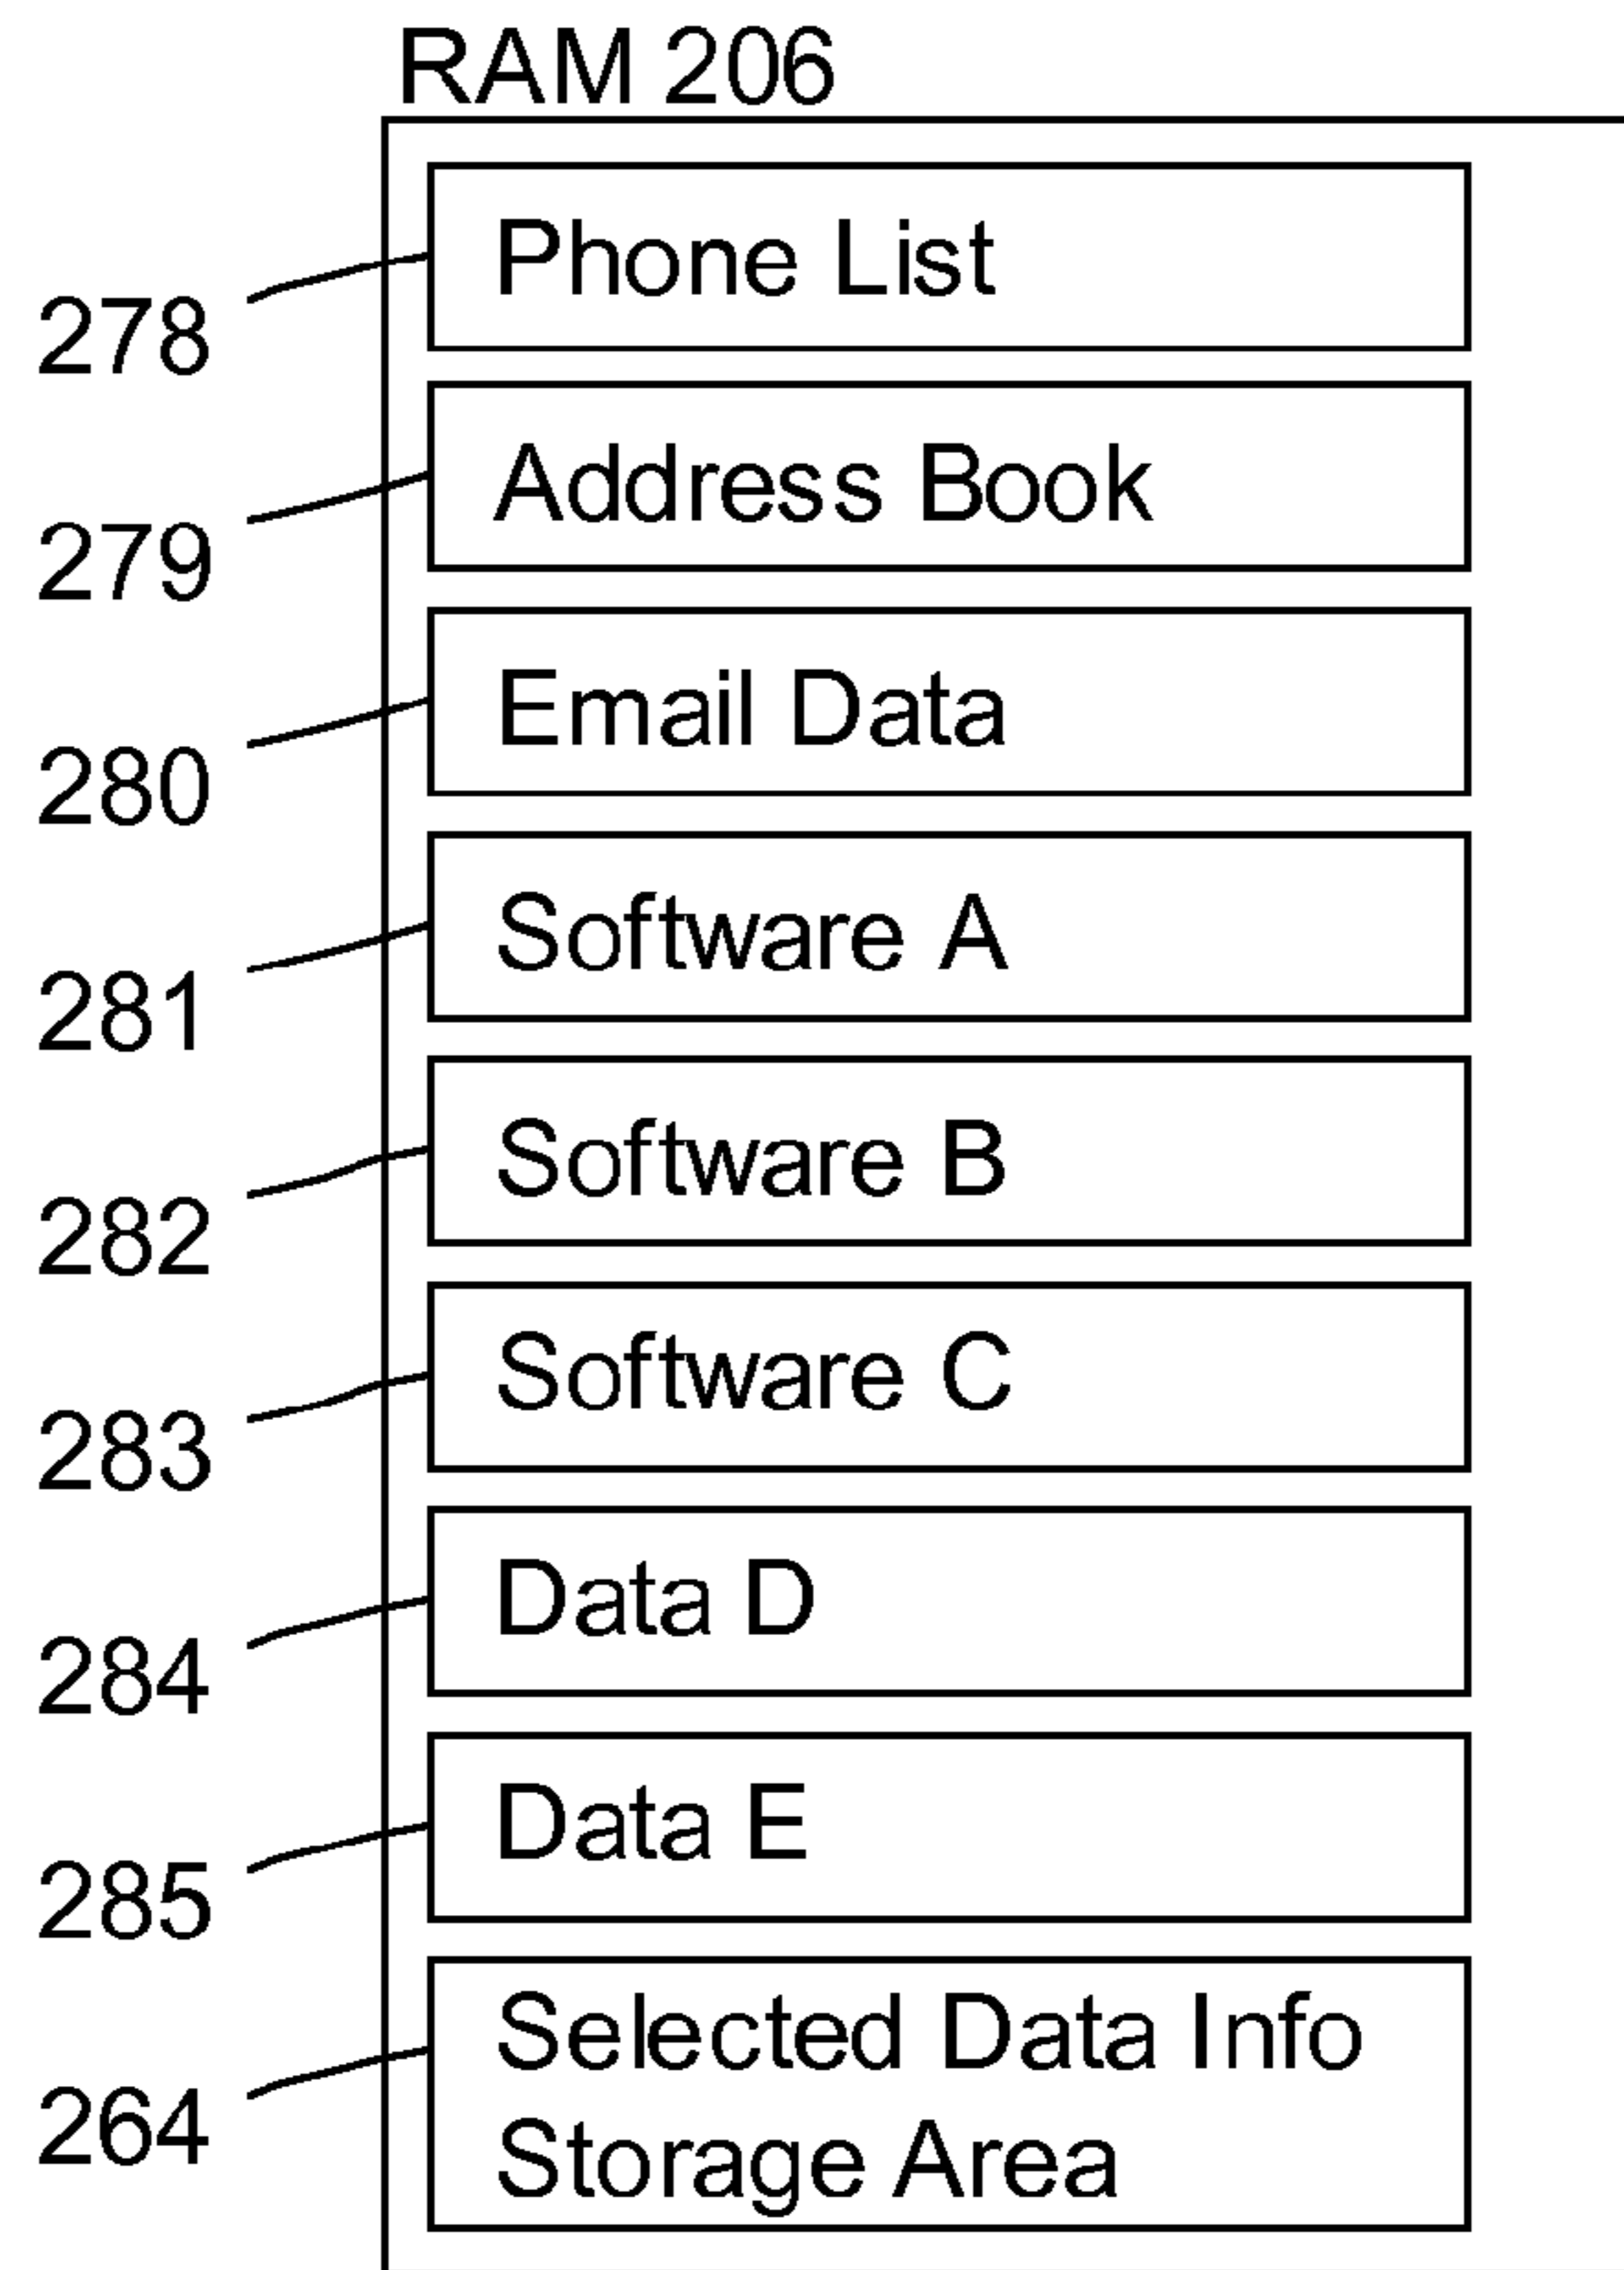 RAM 206
Phone List
278
Address Book
279
Email Data
280
Software A
281
Software B
282
Software C
283
Data D
284
Data E
285
Selected Data Info
Storage Area
264